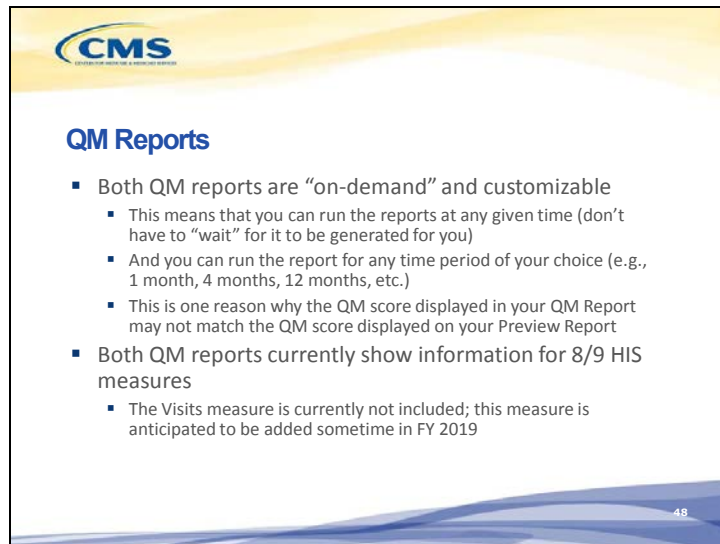 CMS
CENTERS FOR MEDICARE & MEDICAID SERVICES
QM Reports
▪ Both QM reports are “on-demand” and customizable
▪ This means that you can run the reports at any given time (don’t
have to “wait” for it to be generated for you)
▪ And you can run the report for any time period of your choice (e.g.,
1 month, 4 months, 12 months, etc.)
▪ This is one reason why the QM score displayed in your QM Report
may not match the QM score displayed on your Preview Report
▪ Both QM reports currently show information for 8/9 HIS
measures
▪ The Visits measure is currently not included; this measure is
anticipated to be added sometime in FY 2019
48